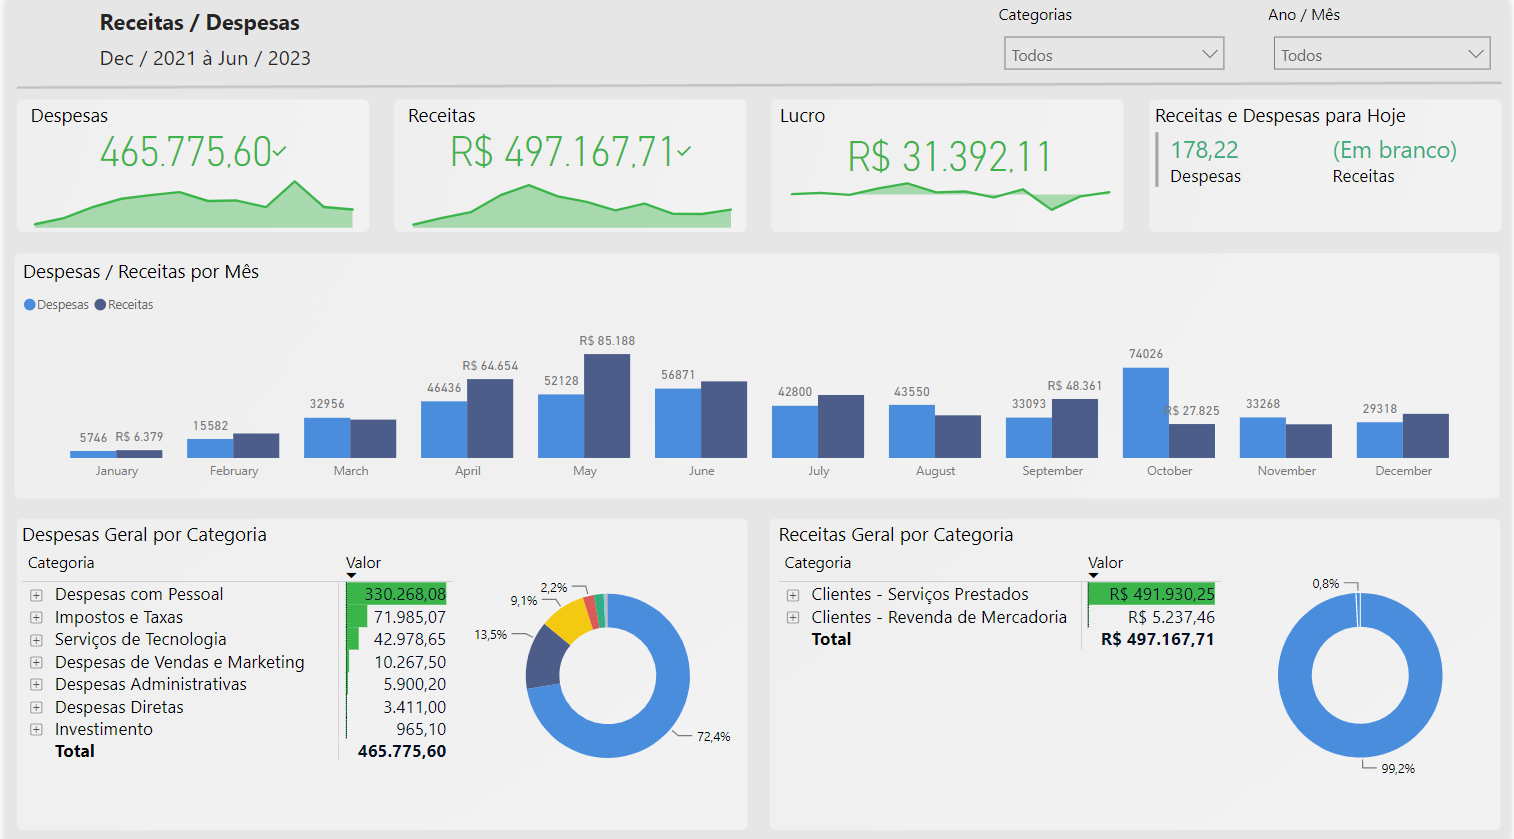 Receitas / Despesas
Dec / 2021 à Jun / 2023
Categorias
Todos
Ano / Mês
Todos
Despesas
465.775,60
Receitas
R$ 497.167,71
Lucro
R$ 31.392,11
Receitas e Despesas para Hoje
178,22
Despesas
(Em branco)
Receitas
Despesas / Receitas por Mês
Despesas Receitas
5746 R$ 6.379
15582
32956
46436 R$ 64.654
52128 R$ 85.188
56871
42800
43550
33093 R$ 48.361
74026 R$ 27.825
33268
29318
January February March April May June July August September October November December
Despesas Geral por Categoria
Categoria Valor
Despesas com Pessoal 330.268,08
Impostos e Taxas 71.985,07
Serviços de Tecnologia 42.978,65
Despesas de Vendas e Marketing 10.267,50
Despesas Administrativas 5.900,20
Despesas Diretas 3.411,00
Investimento 965,10
Total 465.775,60
2,2%
9,1%
13,5%
72,4%
Receitas Geral por Categoria
Categoria Valor
Clientes - Serviços Prestados R$ 491.930,25
Clientes - Revenda de Mercadoria R$ 5.237,46
Total R$ 497.167,71
0,8%
99,2%